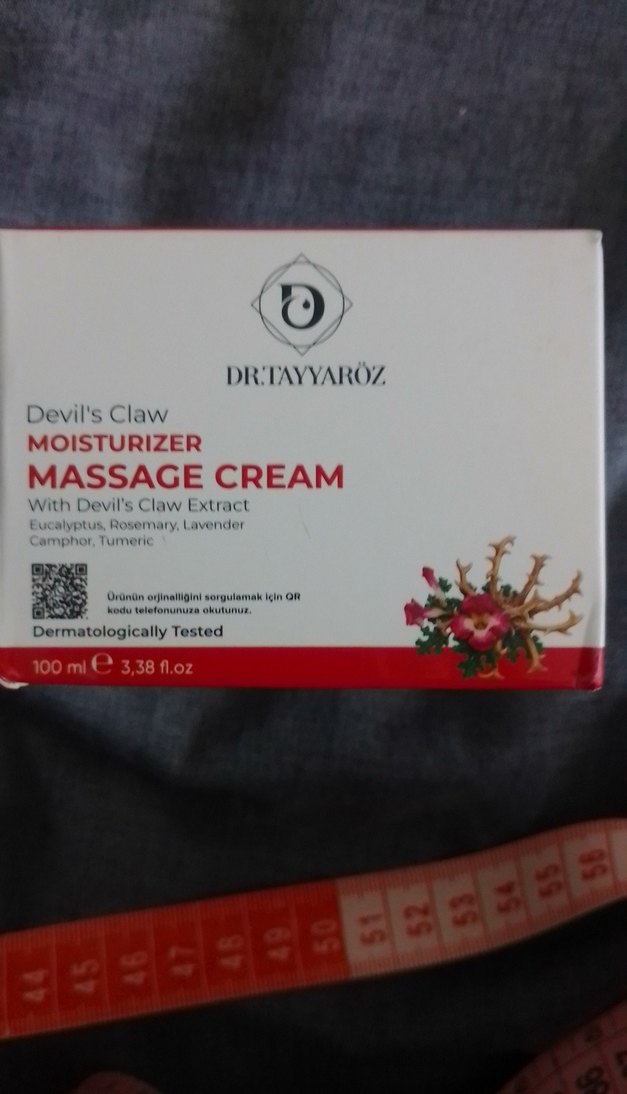 D
DR.TAYYARÖZ
Devil's Claw
MOISTURIZER
MASSAGE CREAM
With Devil's Claw Extract
Eucalyptus, Rosemary, Lavender
Camphor, Tumeric
Ürünün orjinalliğini sorgulamak için QR
kodu telefonunuza okutunuz.
Dermatologically Tested
100 ml ℮ 3,38 fl.oz
44 45 46 47 48 49 50 51 52 53 54 55 56